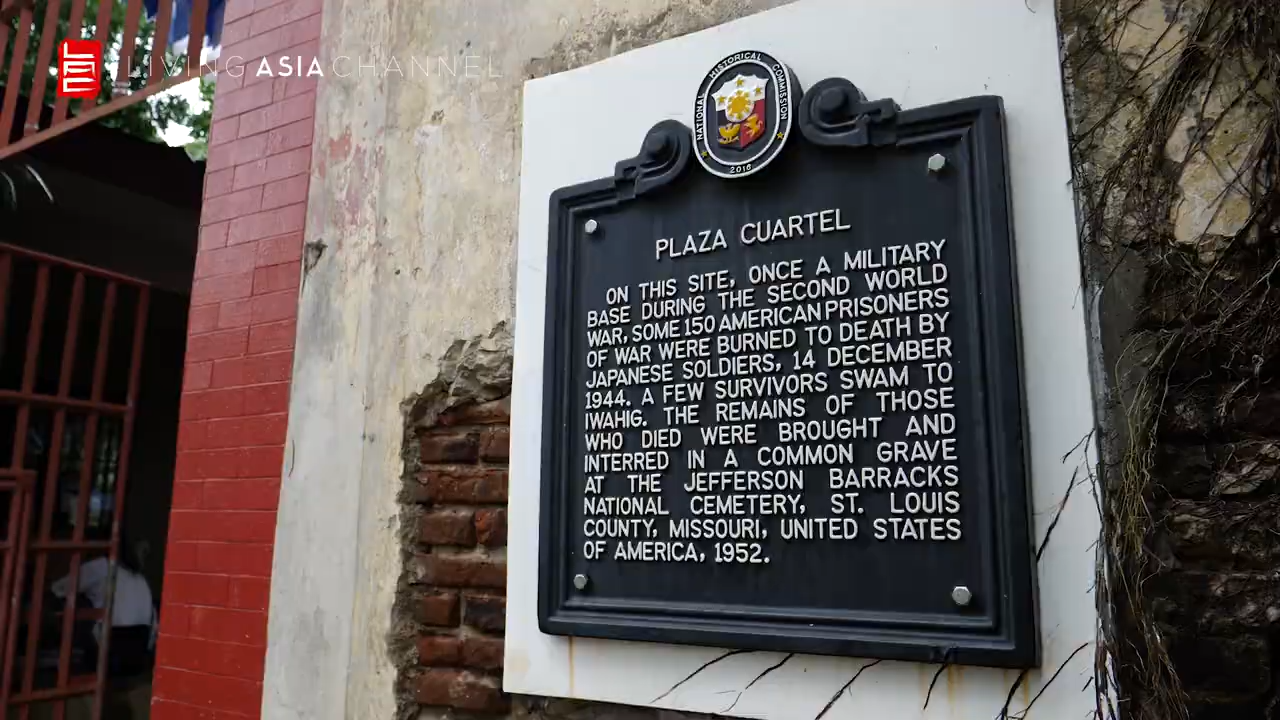 LIVING ASIA CHANNEL
NATIONAL HISTORICAL COMMISSION
2016
PLAZA CUARTEL
ON THIS SITE, ONCE A MILITARY
BASE DURING THE SECOND WORLD
WAR, SOME 150 AMERICAN PRISONERS
OF WAR WERE BURNED TO DEATH BY
JAPANESE SOLDIERS, 14 DECEMBER
1944. A FEW SURVIVORS SWAM TO
IWAHIG. THE REMAINS OF THOSE
WHO DIED WERE BROUGHT AND
INTERRED IN A COMMON GRAVE
AT THE JEFFERSON BARRACKS
NATIONAL CEMETERY, ST. LOUIS
COUNTY, MISSOURI, UNITED STATES
OF AMERICA, 1952.